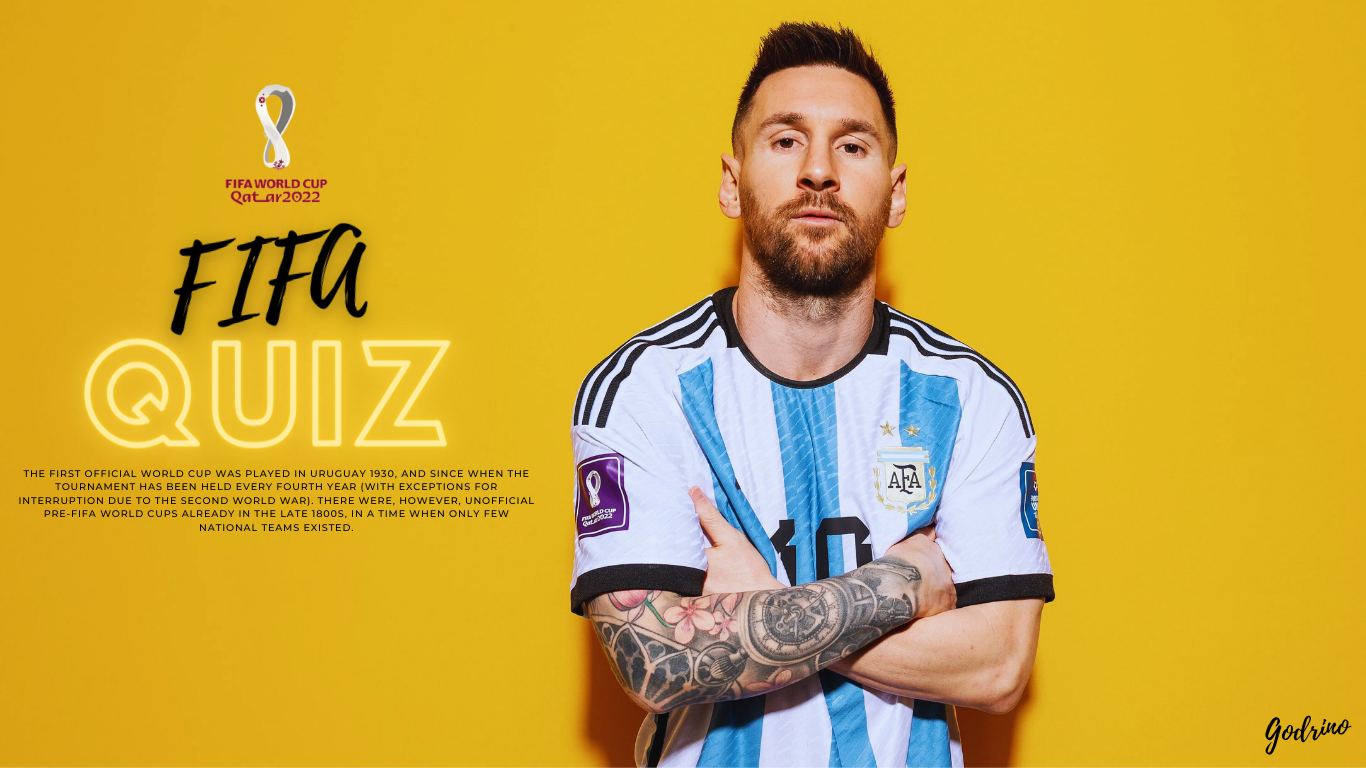 FIFA WORLD CUP
Qatar2022
FIFA
QUIZ
THE FIRST OFFICIAL WORLD CUP WAS PLAYED IN URUGUAY 1930, AND SINCE WHEN THE
TOURNAMENT HAS BEEN HELD EVERY FOURTH YEAR (WITH EXCEPTIONS FOR
INTERRUPTION DUE TO THE SECOND WORLD WAR). THERE WERE, HOWEVER, UNOFFICIAL
PRE-FIFA WORLD CUPS ALREADY IN THE LATE 1800S, IN A TIME WHEN ONLY FEW
NATIONAL TEAMS EXISTED.
AFA
FIFA WORLD CUP
Qatar2022
10
Godrino